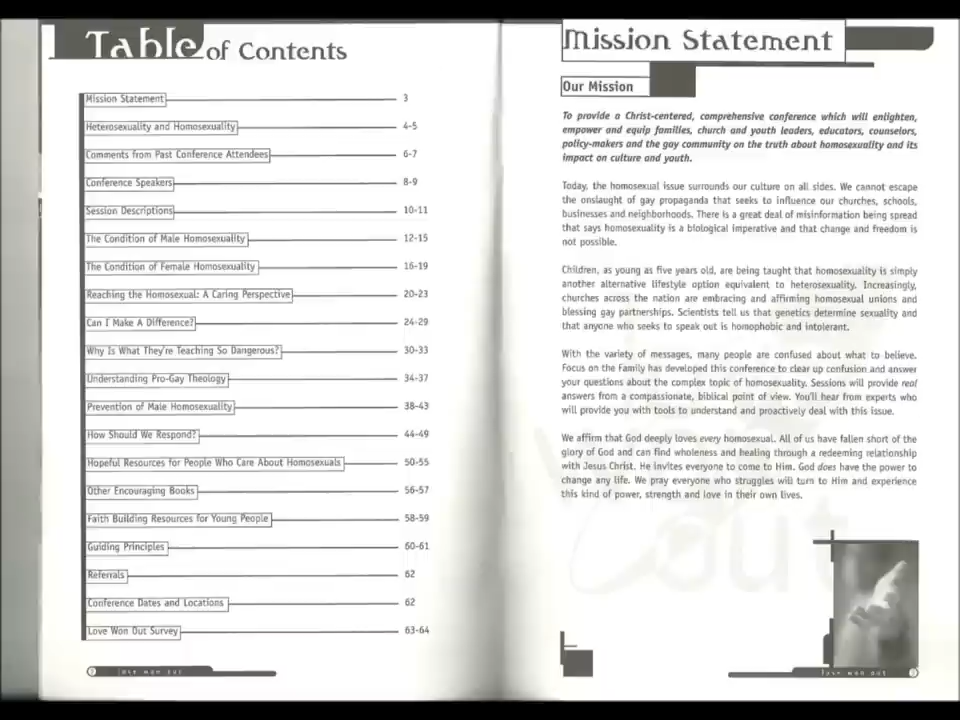 Table of Contents
Mission Statement 3
Heterosexuality and Homosexuality 4-5
Comments from Past Conference Attendees 6-7
Conference Speakers 8-9
Session Descriptions 10-11
The Condition of Male Homosexuality 12-15
The Condition of Female Homosexuality 16-19
Reaching the Homosexual: A Caring Perspective 20-23
Can I Make A Difference? 24-29
Why Is What They're Teaching So Dangerous? 30-33
Understanding Pro-Gay Theology 34-37
Prevention of Male Homosexuality 38-43
How Should We Respond? 44-49
Hopeful Resources for People Who Care About Homosexuals 50-55
Other Encouraging Books 56-57
Faith Building Resources for Young People 58-59
Guiding Principles 60-61
Referrals 62
Conference Dates and Locations 62
Love Won Out Survey 63-64
2 love won out
Mission Statement
Our Mission
To provide a Christ-centered, comprehensive conference which will enlighten,
empower and equip families, church and youth leaders, educators, counselors,
policy-makers and the gay community on the truth about homosexuality and its
impact on culture and youth.
Today, the homosexual issue surrounds our culture on all sides. We cannot escape
the onslaught of gay propaganda that seeks to influence our churches, schools,
businesses and neighborhoods. There is a great deal of misinformation being spread
that says homosexuality is a biological imperative and that change and freedom is
not possible.
Children, as young as five years old, are being taught that homosexuality is simply
another alternative lifestyle option equivalent to heterosexuality. Increasingly,
churches across the nation are embracing and affirming homosexual unions and
blessing gay partnerships. Scientists tell us that genetics determine sexuality and
that anyone who seeks to speak out is homophobic and intolerant.
With the variety of messages, many people are confused about what to believe.
Focus on the Family has developed this conference to clear up confusion and answer
your questions about the complex topic of homosexuality. Sessions will provide real
answers from a compassionate, biblical point of view. You'll hear from experts who
will provide you with tools to understand and proactively deal with this issue.
We affirm that God deeply loves every homosexual. All of us have fallen short of the
glory of God and can find wholeness and healing through a redeeming relationship
with Jesus Christ. He invites everyone to come to Him. God does have the power to
change any life. We pray everyone who struggles will turn to Him and experience
this kind of power, strength and love in their own lives.
won
out
love won out 3